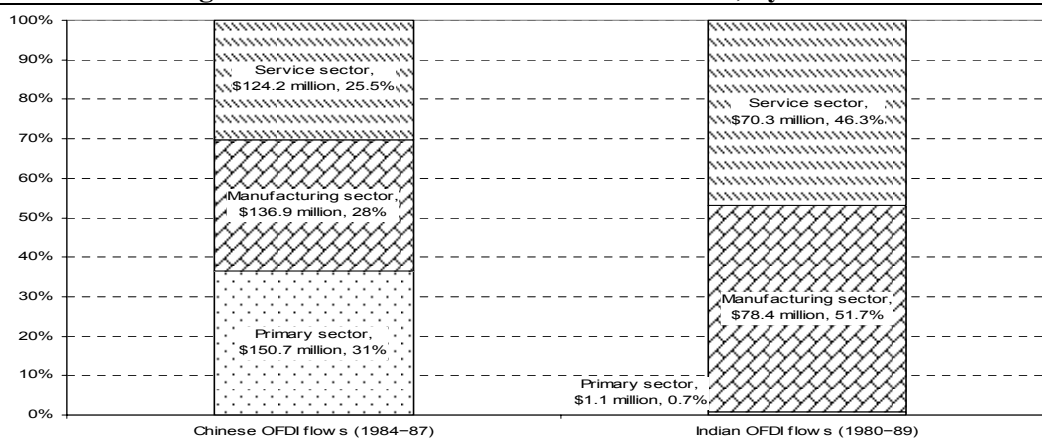 100%
90%
80%
70%
60%
50%
40%
30%
20%
10%
0%
Service sector,
$124.2 million, 25.5%
Manufacturing sector,
$136.9 million, 28%
Primary sector,
$150.7 million, 31%
Service sector,
$70.3 million, 46.3%
Manufacturing sector,
$78.4 million, 51.7%
Primary sector,
$1.1 million, 0.7%
Chinese OFDI flows (1984-87)
Indian OFDI flows (1980-89)